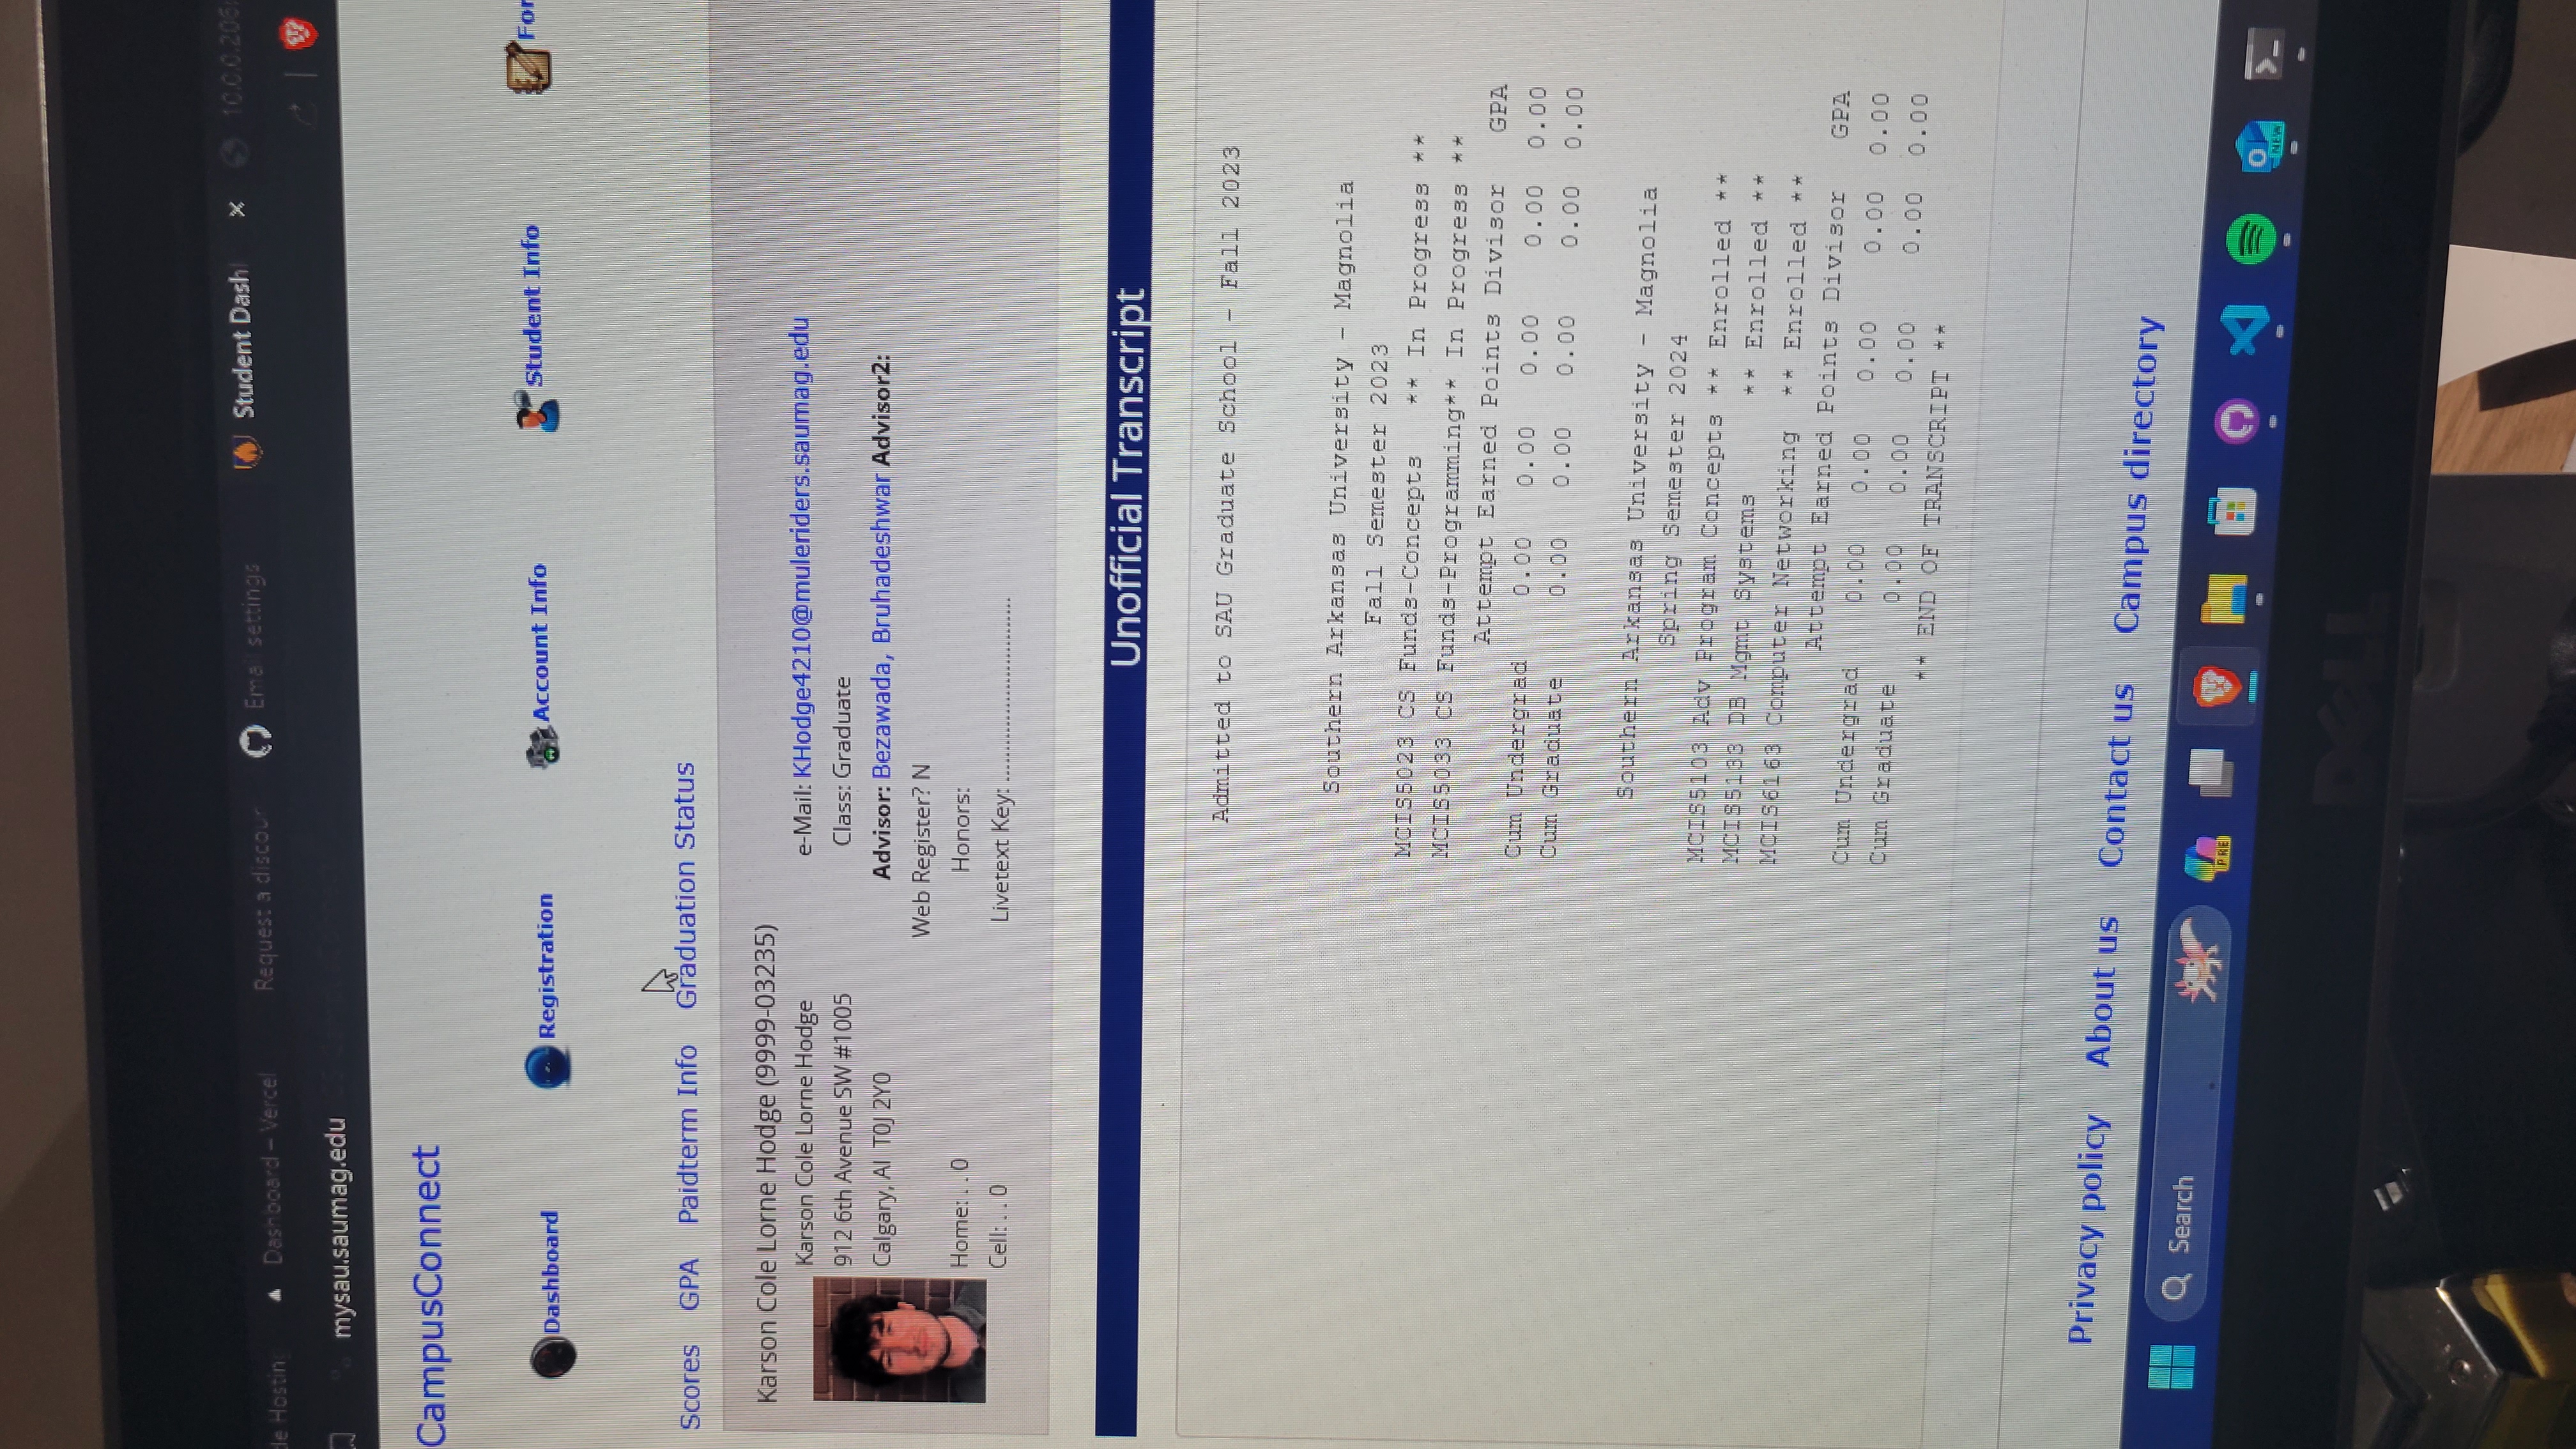 Dashboard – Vercel
Request a discour
Email settings
Student Dash
10.0.0.206
mysau.saumag.edu
CampusConnect
Dashboard
Registration
Account Info
Student Info
For
Scores GPA Paidterm Info Graduation Status
Karson Cole Lorne Hodge (9999-03235)
Karson Cole Lorne Hodge
912 6th Avenue SW #1005
Calgary, Al T0J 2Y0
Home: . . 0
Cell: . . 0
e-Mail: KHodge4210@muleriders.saumag.edu
Class: Graduate
Advisor: Bezawada, Bruhadeshwar Advisor2:
Web Register? N
Honors:
Livetext Key: ..............................
Unofficial Transcript
Admitted to SAU Graduate School - Fall 2023
Southern Arkansas University - Magnolia
Fall Semester 2023
MCIS5023 CS Funds-Concepts ** In Progress **
MCIS5033 CS Funds-Programming** In Progress **
Attempt Earned Points Divisor GPA
Cum Undergrad 0.00 0.00 0.00 0.00 0.00
Cum Graduate 0.00 0.00 0.00 0.00 0.00
Southern Arkansas University - Magnolia
Spring Semester 2024
MCIS5103 Adv Program Concepts ** Enrolled **
MCIS5133 DB Mgmt Systems ** Enrolled **
MCIS6163 Computer Networking ** Enrolled **
Attempt Earned Points Divisor GPA
Cum Undergrad 0.00 0.00 0.00 0.00 0.00
Cum Graduate 0.00 0.00 0.00 0.00 0.00
** END OF TRANSCRIPT **
Privacy policy About us Contact us Campus directory
Search
PRE
NEW
DELL